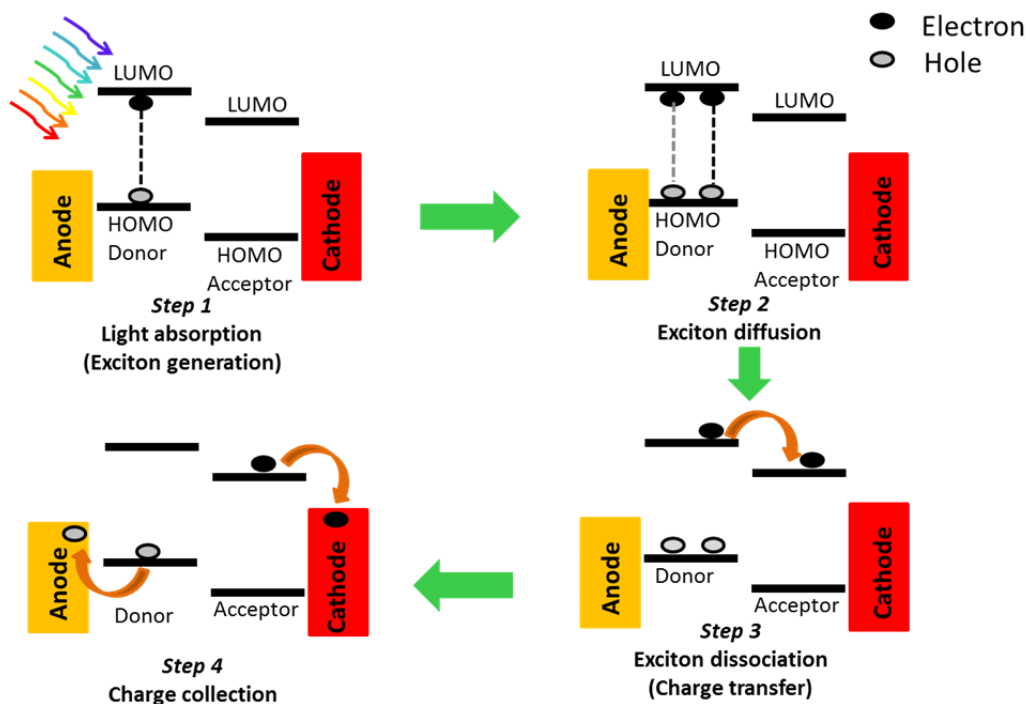 Electron
Hole
LUMO
LUMO
Anode
HOMO
Donor
HOMO
Acceptor
Cathode
Step 1
Light absorption
(Exciton generation)
LUMO
LUMO
Anode
HOMO
Donor
HOMO
Acceptor
Cathode
Step 2
Exciton diffusion
Anode
Donor
Acceptor
Cathode
Step 3
Exciton dissociation
(Charge transfer)
Anode
Donor
Acceptor
Cathode
Step 4
Charge collection